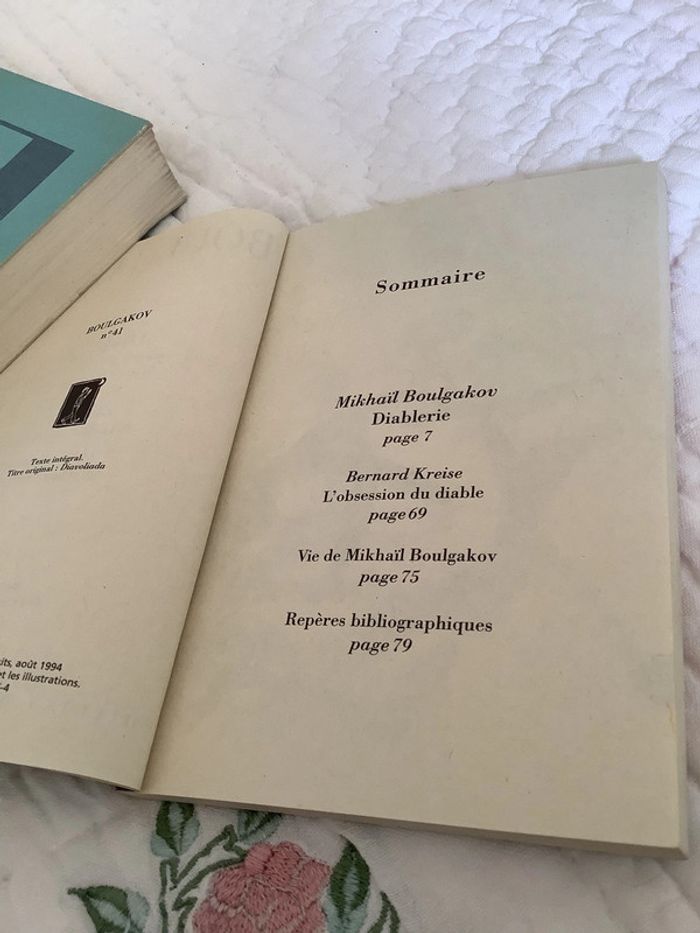 BOULGAKOV
n°41
Texte intégral.
Titre original : Diavoliada
août 1994
et les illustrations.
-4
Sommaire
Mikhaïl Boulgakov
Diablerie
page 7
Bernard Kreise
L'obsession du diable
page 69
Vie de Mikhaïl Boulgakov
page 75
Repères bibliographiques
page 79